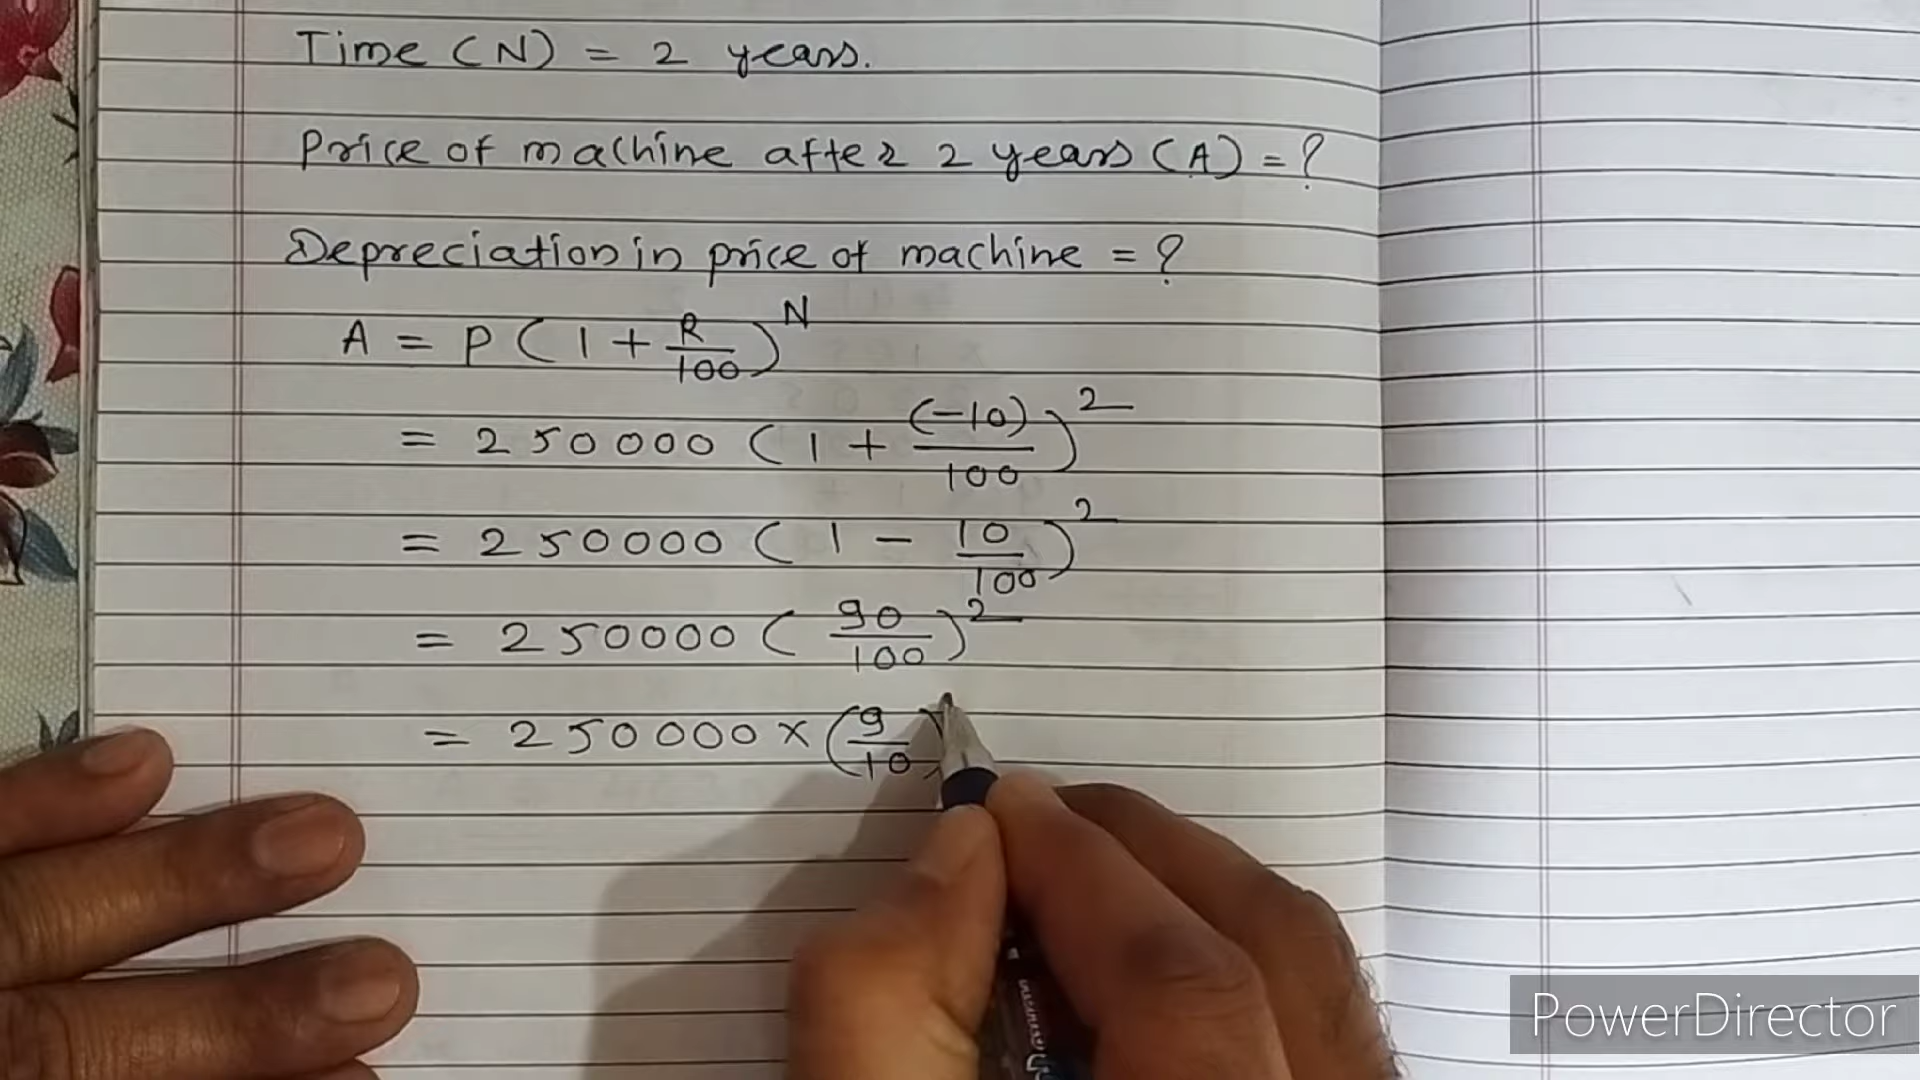 Time (N) = 2 years.
Price of machine after 2 years (A) = ?
Depreciation in price of machine = ?
A = P ( 1 + R/100 )^N
= 250000 ( 1 + (-10)/100 )^2
= 250000 ( 1 - 10/100 )^2
= 250000 ( 90/100 )^2
= 250000 × ( 9/10 )
PowerDirector